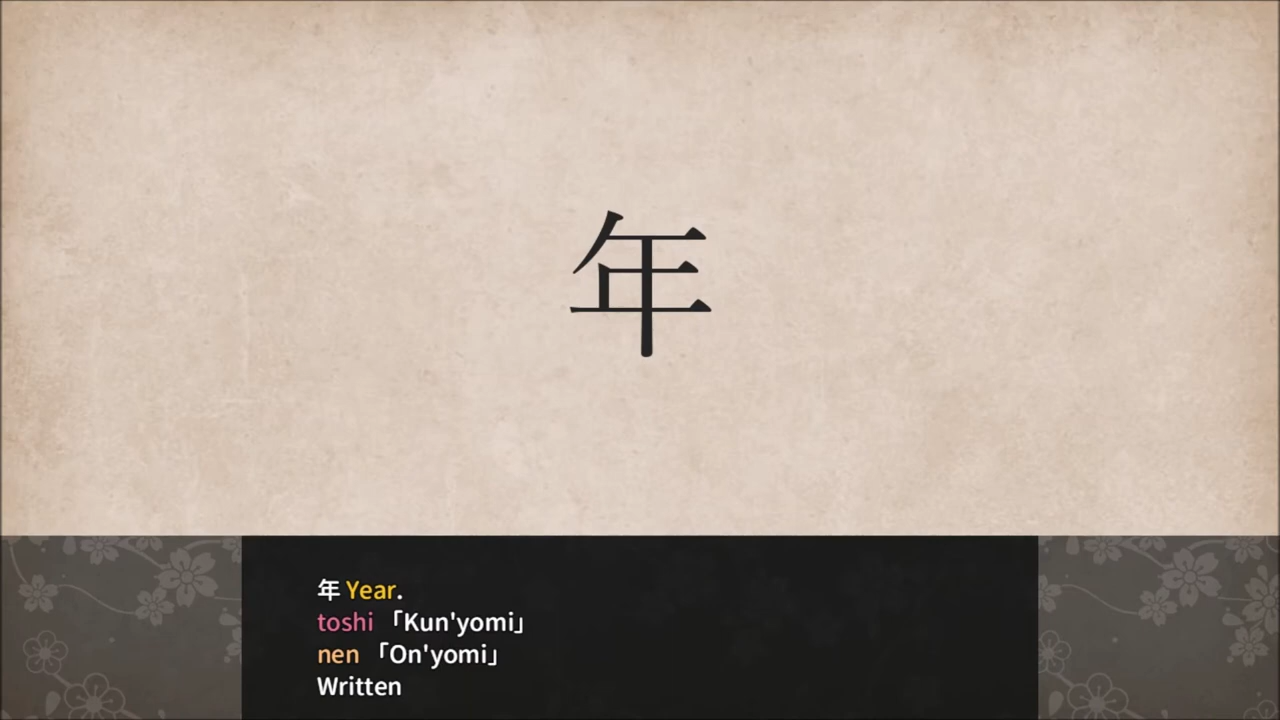 年
年 Year.
toshi 「Kun'yomi」
nen 「On'yomi」
Written